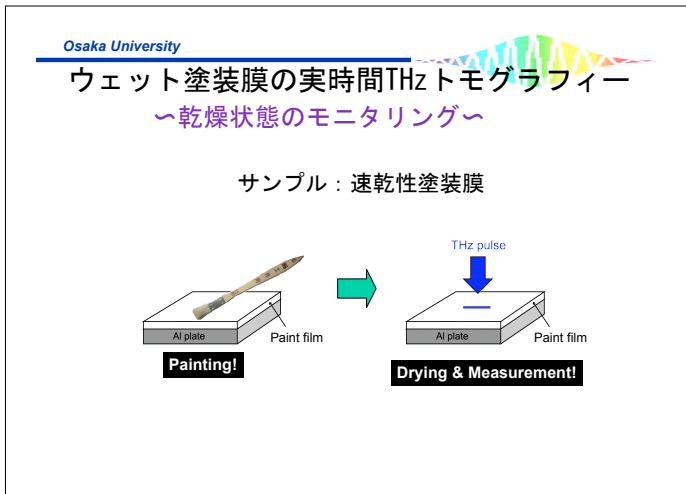 Osaka University
ウェット塗装膜の実時間THzトモグラフィー
～乾燥状態のモニタリング～
サンプル：速乾性塗装膜
THz pulse
Al plate
Paint film
Al plate
Paint film
Painting!
Drying & Measurement!